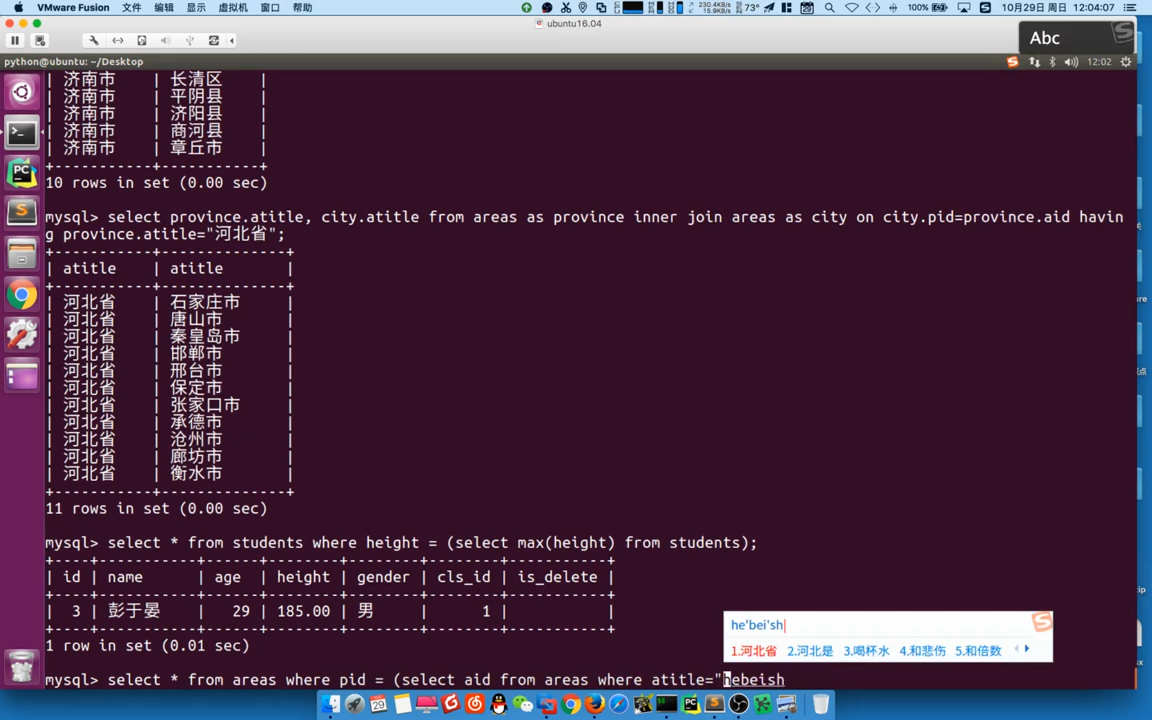 VMware Fusion 文件 编辑 显示 虚拟机 窗口 帮助 230.4KB/s 15.9KB/s 73° 100% 10月29日 周日 12:04:07
ubuntu16.04
Abc
python@ubuntu: ~/Desktop 12:02
| 济南市 | 长清区 |
| 济南市 | 平阴县 |
| 济南市 | 济阳县 |
| 济南市 | 商河县 |
| 济南市 | 章丘市 |
+-----------+-----------+
10 rows in set (0.00 sec)
mysql> select province.atitle, city.atitle from areas as province inner join areas as city on city.pid=province.aid havin
g province.atitle="河北省";
+-----------+--------------+
| atitle | atitle |
+-----------+--------------+
| 河北省 | 石家庄市 |
| 河北省 | 唐山市 |
| 河北省 | 秦皇岛市 |
| 河北省 | 邯郸市 |
| 河北省 | 邢台市 |
| 河北省 | 保定市 |
| 河北省 | 张家口市 |
| 河北省 | 承德市 |
| 河北省 | 沧州市 |
| 河北省 | 廊坊市 |
| 河北省 | 衡水市 |
+-----------+--------------+
11 rows in set (0.00 sec)
mysql> select * from students where height = (select max(height) from students);
+----+-----------+------+--------+--------+--------+-----------+
| id | name | age | height | gender | cls_id | is_delete |
+----+-----------+------+--------+--------+--------+-----------+
| 3 | 彭于晏 | 29 | 185.00 | 男 | 1 | |
+----+-----------+------+--------+--------+--------+-----------+
1 row in set (0.01 sec)
he'bei'sh
1.河北省 2.河北是 3.喝杯水 4.和悲伤 5.和倍数
mysql> select * from areas where pid = (select aid from areas where atitle="hebeish